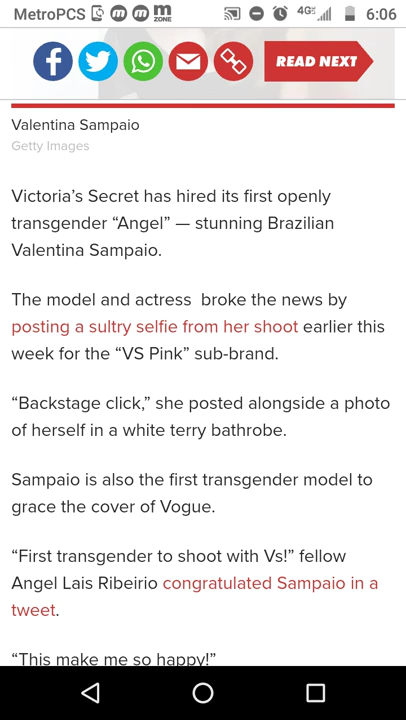 MetroPCS m m m ZONE 4G 6:06
READ NEXT
Valentina Sampaio
Getty Images
Victoria’s Secret has hired its first openly
transgender “Angel” — stunning Brazilian
Valentina Sampaio.
The model and actress  broke the news by
posting a sultry selfie from her shoot earlier this
week for the “VS Pink” sub-brand.
“Backstage click,” she posted alongside a photo
of herself in a white terry bathrobe.
Sampaio is also the first transgender model to
grace the cover of Vogue.
“First transgender to shoot with Vs!” fellow
Angel Lais Ribeirio congratulated Sampaio in a
tweet.
“This make me so happy!”